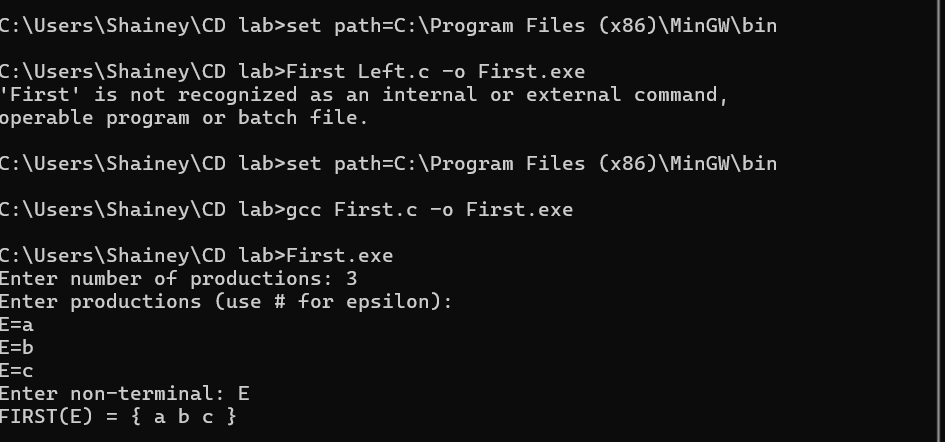 C:\Users\Shainey\CD lab>set path=C:\Program Files (x86)\MinGW\bin
C:\Users\Shainey\CD lab>First Left.c -o First.exe
'First' is not recognized as an internal or external command,
operable program or batch file.
C:\Users\Shainey\CD lab>set path=C:\Program Files (x86)\MinGW\bin
C:\Users\Shainey\CD lab>gcc First.c -o First.exe
C:\Users\Shainey\CD lab>First.exe
Enter number of productions: 3
Enter productions (use # for epsilon):
E=a
E=b
E=c
Enter non-terminal: E
FIRST(E) = { a b c }